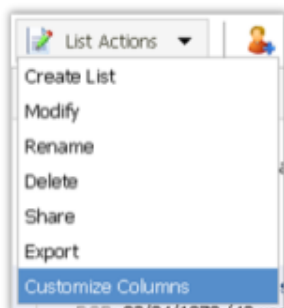 List Actions
Create List
Modify
Rename
Delete
Share
Export
Customize Columns